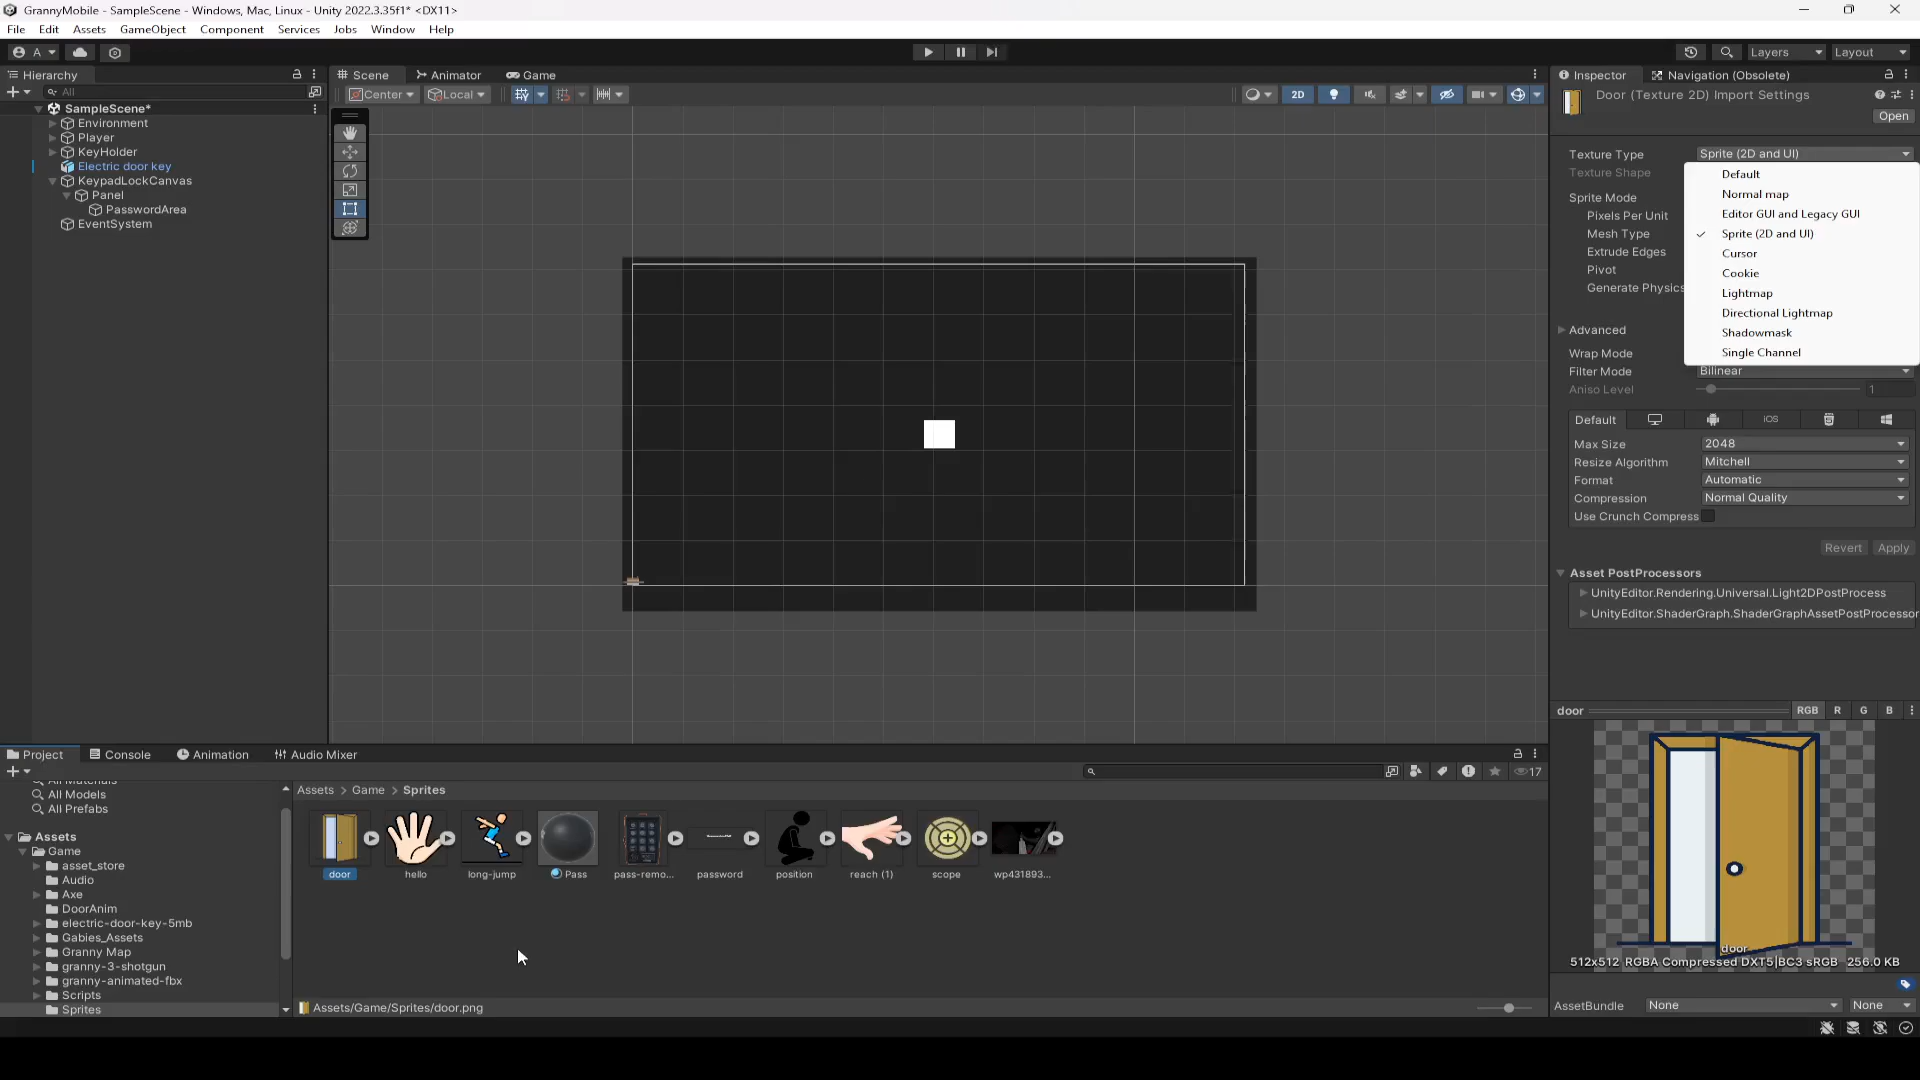 GrannyMobile - SampleScene - Windows, Mac, Linux - Unity 2022.3.35f1* <DX11>
File Edit Assets GameObject Component Services Jobs Window Help
A
Layers Layout
Hierarchy
All
SampleScene*
Environment
Player
KeyHolder
Electric door key
KeypadLockCanvas
Panel
PasswordArea
EventSystem
Scene Animator Game
Center Local
2D
Inspector Navigation (Obsolete)
Door (Texture 2D) Import Settings
Open
Texture Type Sprite (2D and UI)
Texture Shape
Sprite Mode
Pixels Per Unit
Mesh Type
Extrude Edges
Pivot
Generate Physics
Default
Normal map
Editor GUI and Legacy GUI
Sprite (2D and UI)
Cursor
Cookie
Lightmap
Directional Lightmap
Shadowmask
Single Channel
Advanced
Wrap Mode
Filter Mode Bilinear
Aniso Level 1
Default iOS
Max Size 2048
Resize Algorithm Mitchell
Format Automatic
Compression Normal Quality
Use Crunch Compress
Revert Apply
Asset PostProcessors
UnityEditor.Rendering.Universal.Light2DPostProcess
UnityEditor.ShaderGraph.ShaderGraphAssetPostProcessor
door RGB R G B
door
512x512 RGBA Compressed DXT5|BC3 sRGB 256.0 KB
AssetBundle None None
Project Console Animation Audio Mixer
17
All Materials
All Models
All Prefabs
Assets
Game
asset_store
Audio
Axe
DoorAnim
electric-door-key-5mb
Gabies_Assets
Granny Map
granny-3-shotgun
granny-animated-fbx
Scripts
Sprites
Assets > Game > Sprites
door hello long-jump Pass pass-remo... password position reach (1) scope wp431893...
Assets/Game/Sprites/door.png